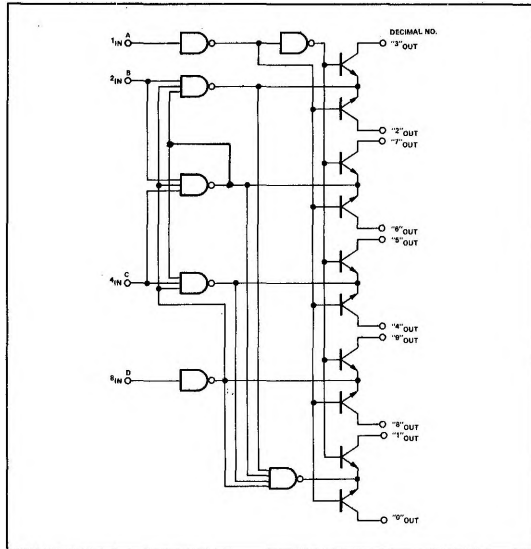 DECIMAL NO.
1IN A
"3"OUT
2IN B
"2"OUT
"7"OUT
"6"OUT
"5"OUT
4IN C
"4"OUT
"9"OUT
8IN D
"8"OUT
"1"OUT
"0"OUT